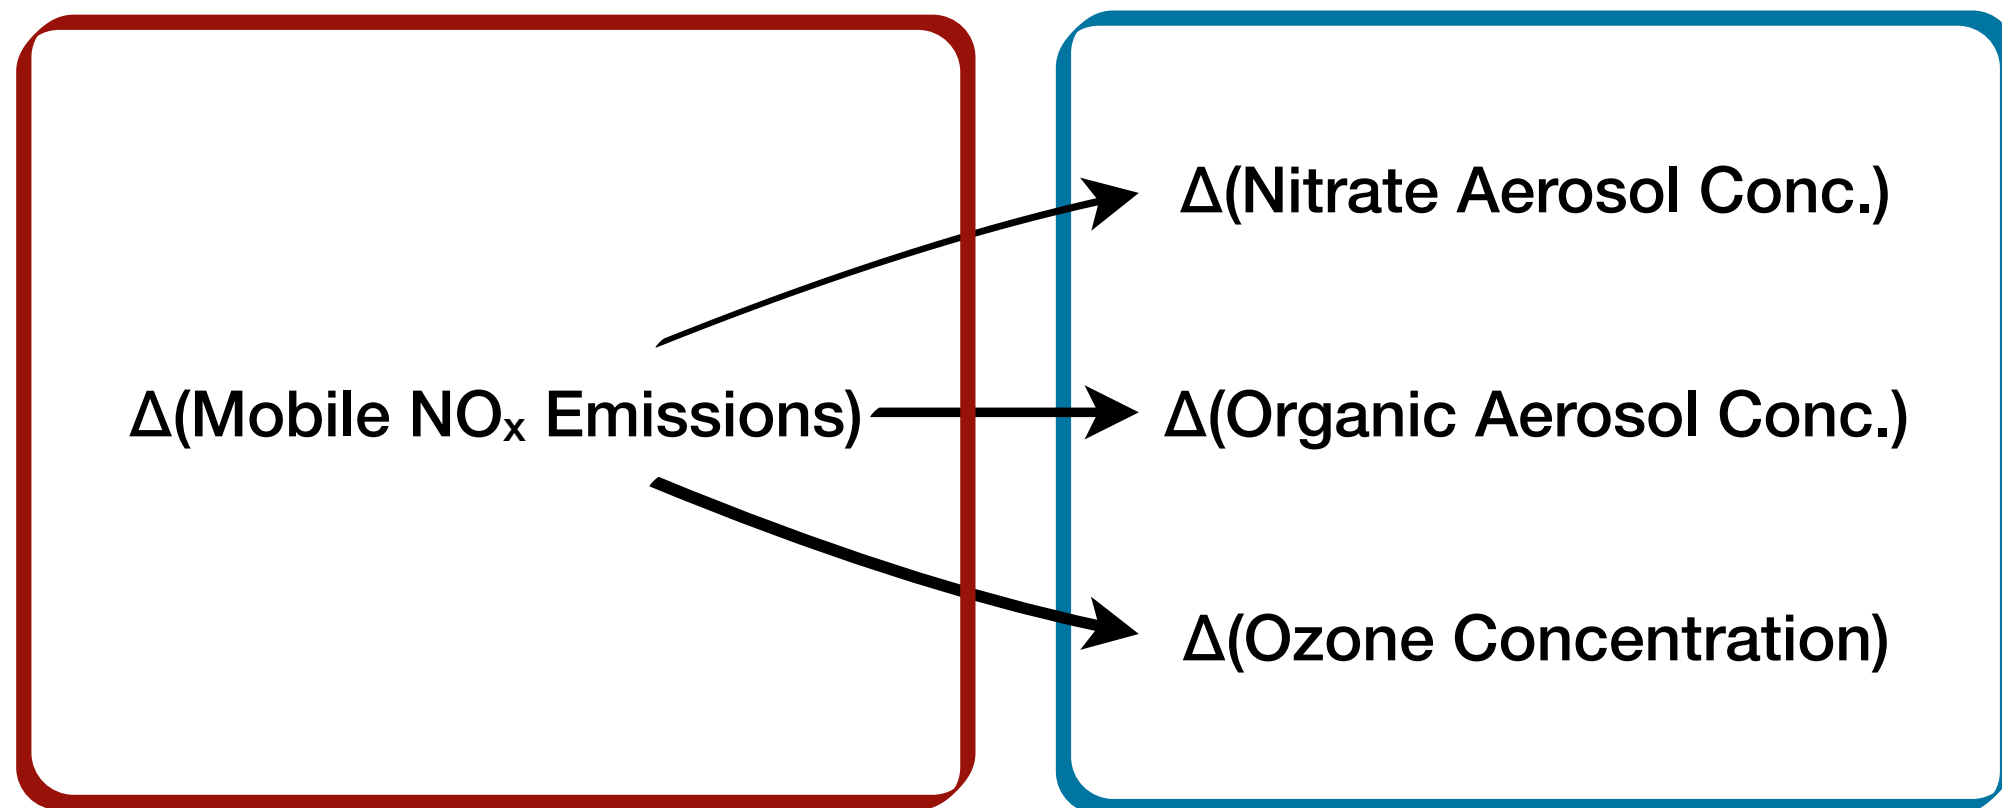 Δ(Nitrate Aerosol Conc.)
Δ(Mobile NOₓ Emissions)
Δ(Organic Aerosol Conc.)
Δ(Ozone Concentration)